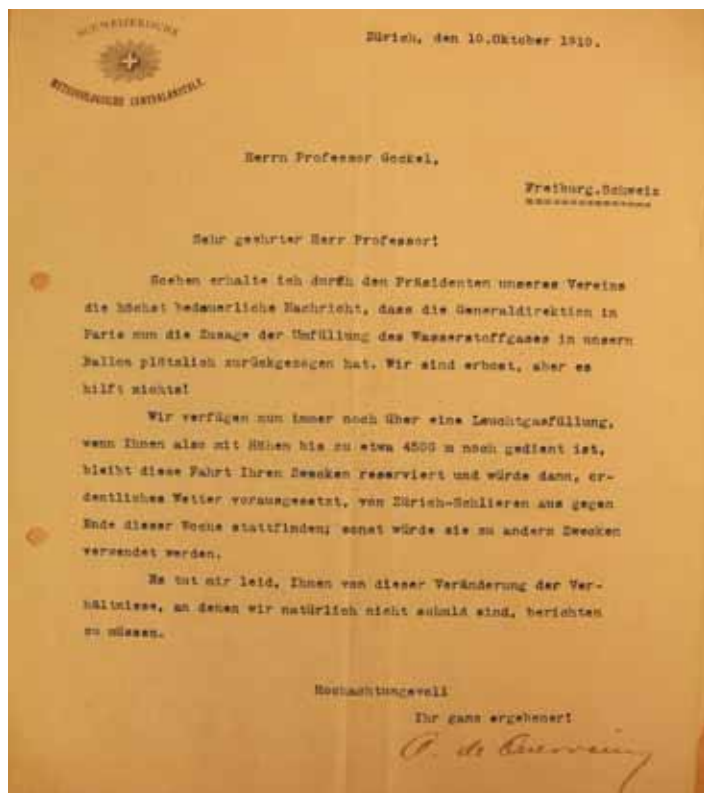 SCHWEIZERISCHE
METEOROLOGISCHE CENTRALANSTALT.
Zürich, den 10.Oktober 1910.
Herrn Professor Gockel,
Freiburg.Schweiz
Sehr geehrter Herr Professor!
Soeben erhalte ich durch den Präsidenten unseres Vereins
die höchst bedauerliche Nachricht, dass die Generaldirektion in
Paris nun die Zusage der Umfüllung des Wasserstoffgases in unsern
Ballon plötzlich zurückgezogen hat. Wir sind erbost, aber es
hilft nichts!
Wir verfügen nun immer noch über eine Leuchtgasfüllung,
wenn Ihnen also mit Höhen bis zu etwa 4500 m noch gedient ist,
bleibt diese Fahrt Ihren Zwecken reserviert und würde dann, or-
dentliches Wetter vorausgesetzt, von Zürich-Schlieren aus gegen
Ende dieser Woche stattfinden; sonst würde sie zu andern Zwecken
verwendet werden.
Es tut mir leid, Ihnen von dieser Veränderung der Ver-
hältnisse, an denen wir natürlich nicht schuld sind, berichten
zu müssen.
Hochachtungsvoll
Ihr ganz ergebener!
A. de Quervain